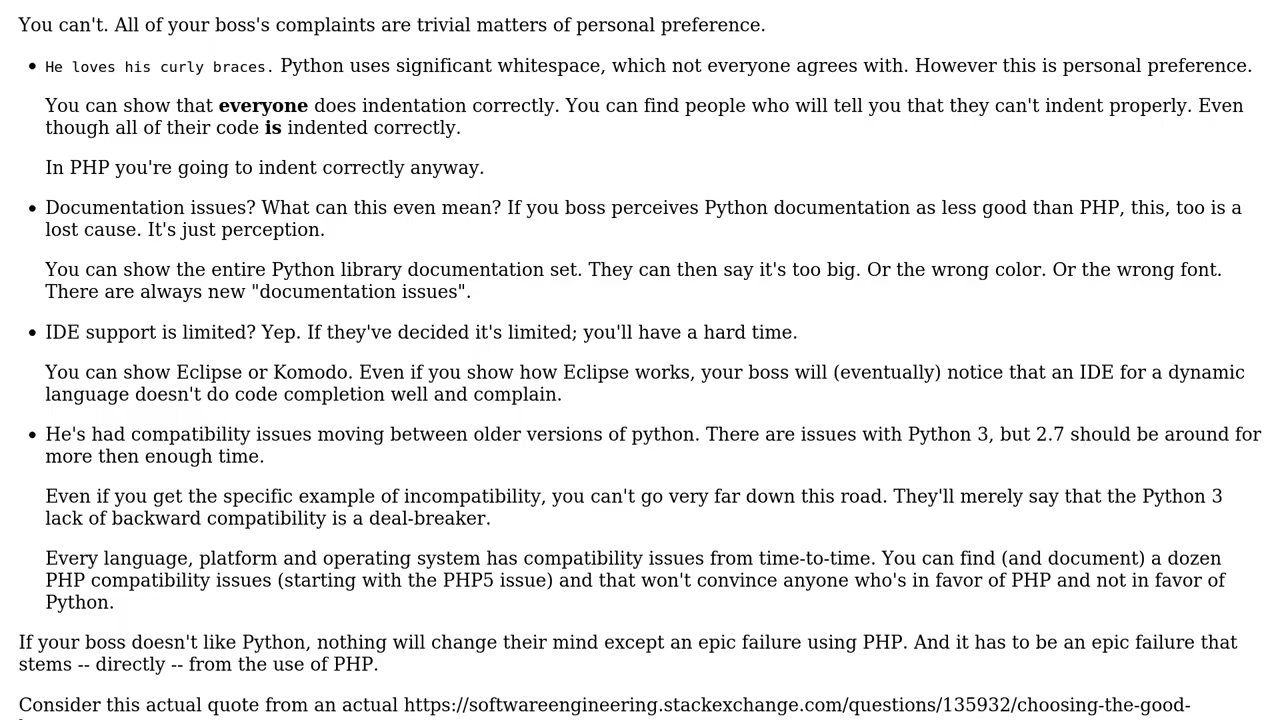 You can't. All of your boss's complaints are trivial matters of personal preference.
• He loves his curly braces. Python uses significant whitespace, which not everyone agrees with. However this is personal preference.
You can show that everyone does indentation correctly. You can find people who will tell you that they can't indent properly. Even
though all of their code is indented correctly.
In PHP you're going to indent correctly anyway.
• Documentation issues? What can this even mean? If you boss perceives Python documentation as less good than PHP, this, too is a
lost cause. It's just perception.
You can show the entire Python library documentation set. They can then say it's too big. Or the wrong color. Or the wrong font.
There are always new "documentation issues".
• IDE support is limited? Yep. If they've decided it's limited; you'll have a hard time.
You can show Eclipse or Komodo. Even if you show how Eclipse works, your boss will (eventually) notice that an IDE for a dynamic
language doesn't do code completion well and complain.
• He's had compatibility issues moving between older versions of python. There are issues with Python 3, but 2.7 should be around for
more then enough time.
Even if you get the specific example of incompatibility, you can't go very far down this road. They'll merely say that the Python 3
lack of backward compatibility is a deal-breaker.
Every language, platform and operating system has compatibility issues from time-to-time. You can find (and document) a dozen
PHP compatibility issues (starting with the PHP5 issue) and that won't convince anyone who's in favor of PHP and not in favor of
Python.
If your boss doesn't like Python, nothing will change their mind except an epic failure using PHP. And it has to be an epic failure that
stems -- directly -- from the use of PHP.
Consider this actual quote from an actual https://softwareengineering.stackexchange.com/questions/135932/choosing-the-good-